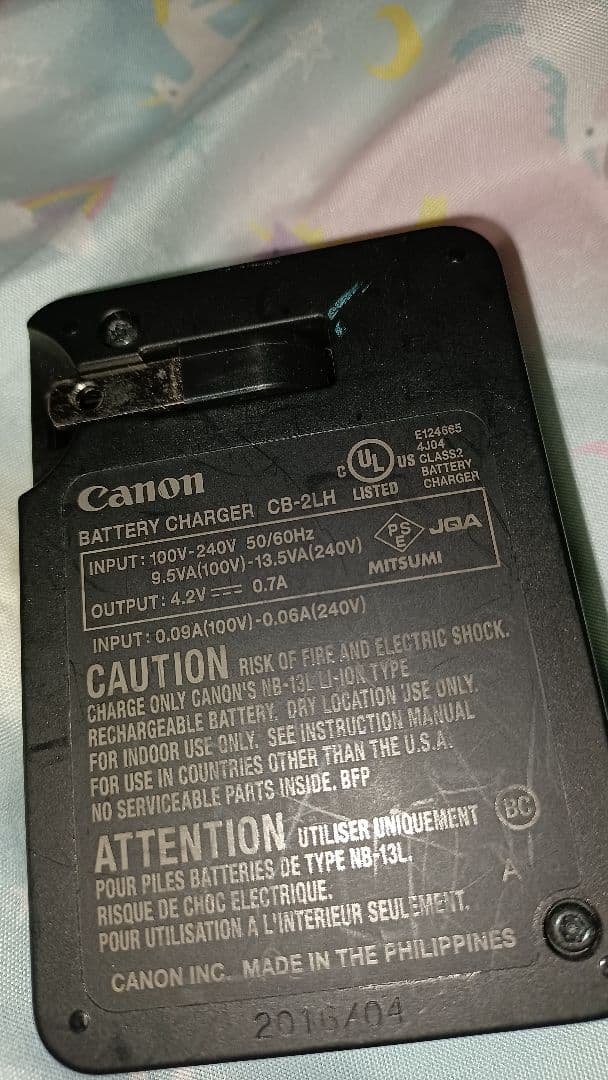 Canon
BATTERY CHARGER CB-2LH
C UL US
LISTED
E124665
4J04
CLASS2
BATTERY
CHARGER
INPUT: 100V-240V 50/60Hz
9.5VA(100V)-13.5VA(240V)
OUTPUT: 4.2V ⎓ 0.7A
PS
E
JQA
MITSUMI
INPUT: 0.09A(100V)-0.06A(240V)
CAUTION RISK OF FIRE AND ELECTRIC SHOCK.
CHARGE ONLY CANON'S NB-13L LI-ION TYPE
RECHARGEABLE BATTERY. DRY LOCATION USE ONLY.
FOR INDOOR USE ONLY. SEE INSTRUCTION MANUAL
FOR USE IN COUNTRIES OTHER THAN THE U.S.A.
NO SERVICEABLE PARTS INSIDE. BFP
BC
ATTENTION UTILISER UNIQUEMENT
POUR PILES BATTERIES DE TYPE NB-13L.
RISQUE DE CHOC ELECTRIQUE.
POUR UTILISATION A L'INTERIEUR SEULEMENT.
A
CANON INC. MADE IN THE PHILIPPINES
2016/04